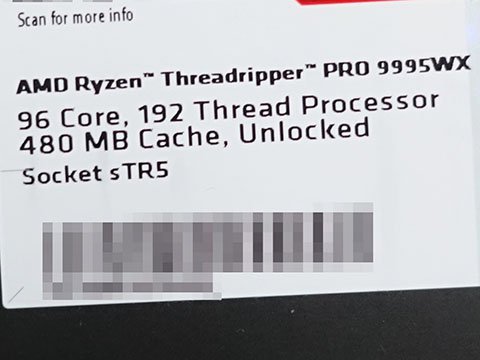 Scan for more info
AMD Ryzen™ Threadripper™ PRO 9995WX
96 Core, 192 Thread Processor
480 MB Cache, Unlocked
Socket sTR5